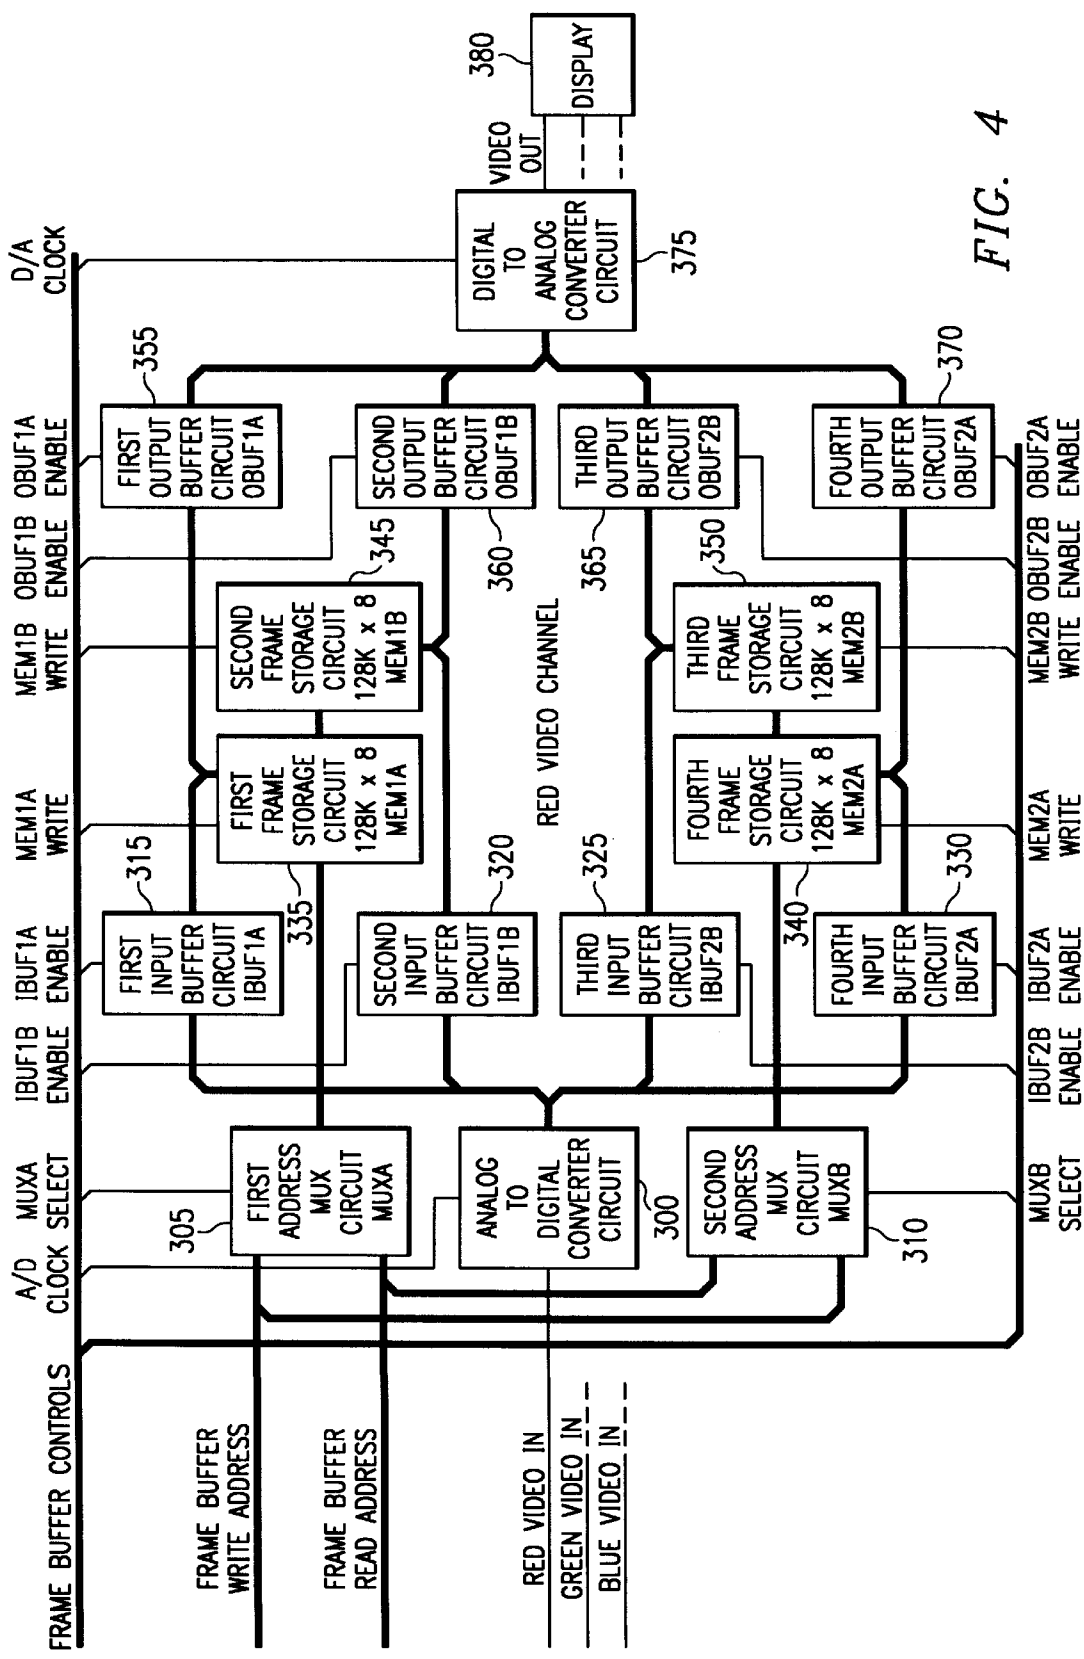 FRAME BUFFER CONTROLS
A/D
CLOCK
MUXA
SELECT
IBUF1B
ENABLE
IBUF1A
ENABLE
MEM1A
WRITE
MEM1B
WRITE
OBUF1B
ENABLE
OBUF1A
ENABLE
D/A
CLOCK
FRAME BUFFER
WRITE ADDRESS
FRAME BUFFER
READ ADDRESS
RED VIDEO IN
GREEN VIDEO IN
BLUE VIDEO IN
305
FIRST
ADDRESS
MUX
CIRCUIT
MUXA
ANALOG
TO
DIGITAL
CONVERTER
CIRCUIT
300
SECOND
ADDRESS
MUX
CIRCUIT
MUXB
310
315
FIRST
INPUT
BUFFER
CIRCUIT
IBUF1A
SECOND
INPUT
BUFFER
CIRCUIT
IBUF1B
320
THIRD
INPUT
BUFFER
CIRCUIT
IBUF2B
325
FOURTH
INPUT
BUFFER
CIRCUIT
IBUF2A
330
FIRST
FRAME
STORAGE
CIRCUIT
128K x 8
MEM1A
335
SECOND
FRAME
STORAGE
CIRCUIT
128K x 8
MEM1B
345
RED VIDEO CHANNEL
FOURTH
FRAME
STORAGE
CIRCUIT
128K x 8
MEM2A
340
THIRD
FRAME
STORAGE
CIRCUIT
128K x 8
MEM2B
350
355
FIRST
OUTPUT
BUFFER
CIRCUIT
OBUF1A
SECOND
OUTPUT
BUFFER
CIRCUIT
OBUF1B
360
THIRD
OUTPUT
BUFFER
CIRCUIT
OBUF2B
365
FOURTH
OUTPUT
BUFFER
CIRCUIT
OBUF2A
370
DIGITAL
TO
ANALOG
CONVERTER
CIRCUIT
375
VIDEO
OUT
380
DISPLAY
MUXB
SELECT
IBUF2B
ENABLE
IBUF2A
ENABLE
MEM2A
WRITE
MEM2B
WRITE
OBUF2B
ENABLE
OBUF2A
ENABLE
FIG. 4